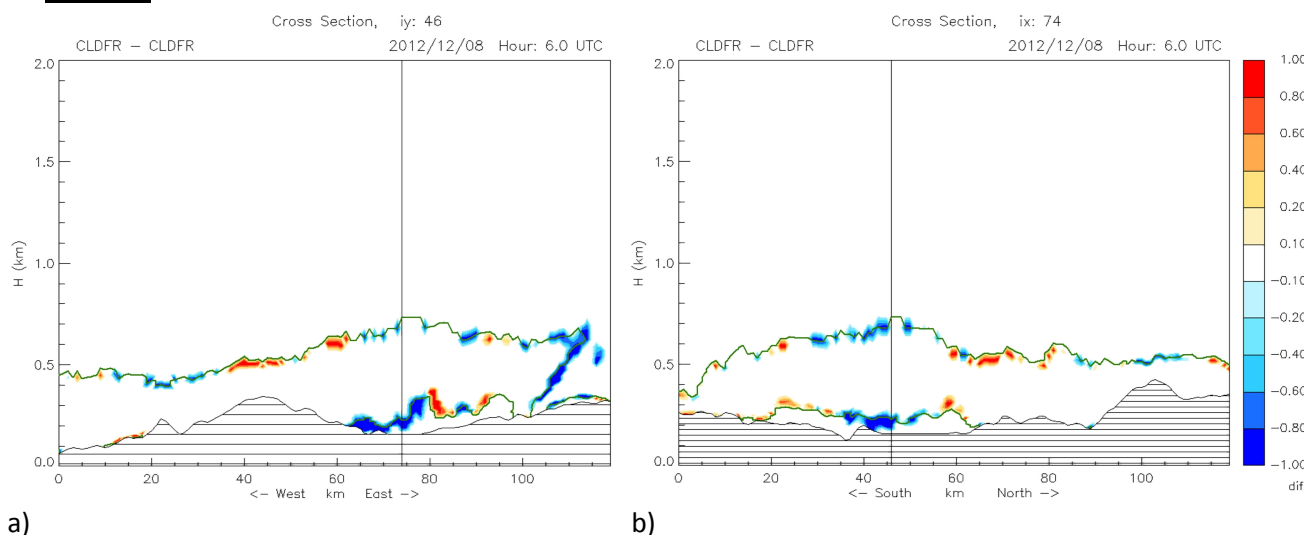 Cross Section, iy: 46
CLDFR – CLDFR 2012/12/08 Hour: 6.0 UTC
2.0
1.5
1.0
0.5
0.0
H (km)
0 20 40 60 80 100
<– West km East –>
a)
Cross Section, ix: 74
CLDFR – CLDFR 2012/12/08 Hour: 6.0 UTC
2.0
1.5
1.0
0.5
0.0
H (km)
0 20 40 60 80 100
<– South km North –>
b)
1.00
0.80
0.60
0.40
0.20
0.10
–0.10
–0.20
–0.40
–0.60
–0.80
–1.00
dif